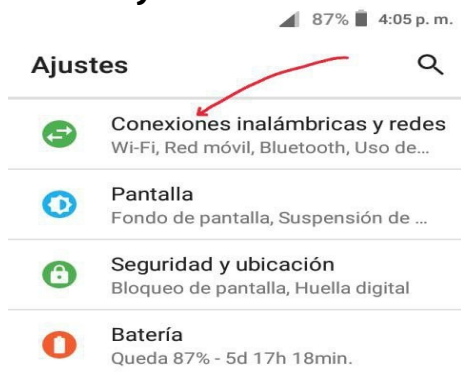 87% 4:05 p. m.
Ajustes
Conexiones inalámbricas y redes
Wi-Fi, Red móvil, Bluetooth, Uso de...
Pantalla
Fondo de pantalla, Suspensión de ...
Seguridad y ubicación
Bloqueo de pantalla, Huella digital
Batería
Queda 87% - 5d 17h 18min.